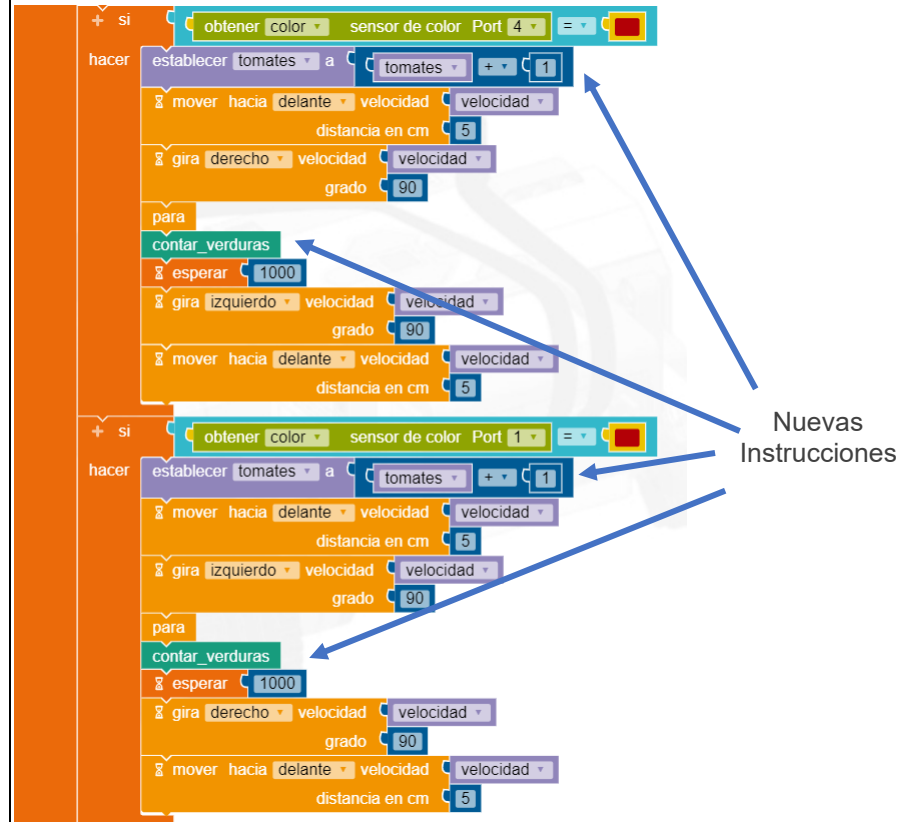 + si obtener color sensor de color Port 4 =
hacer establecer tomates a tomates + 1
mover hacia delante velocidad velocidad
distancia en cm 5
gira derecho velocidad velocidad
grado 90
para
contar_verduras
esperar 1000
gira izquierdo velocidad velocidad
grado 90
mover hacia delante velocidad velocidad
distancia en cm 5
+ si obtener color sensor de color Port 1 =
Nuevas
Instrucciones
hacer establecer tomates a tomates + 1
mover hacia delante velocidad velocidad
distancia en cm 5
gira izquierdo velocidad velocidad
grado 90
para
contar_verduras
esperar 1000
gira derecho velocidad velocidad
grado 90
mover hacia delante velocidad velocidad
distancia en cm 5